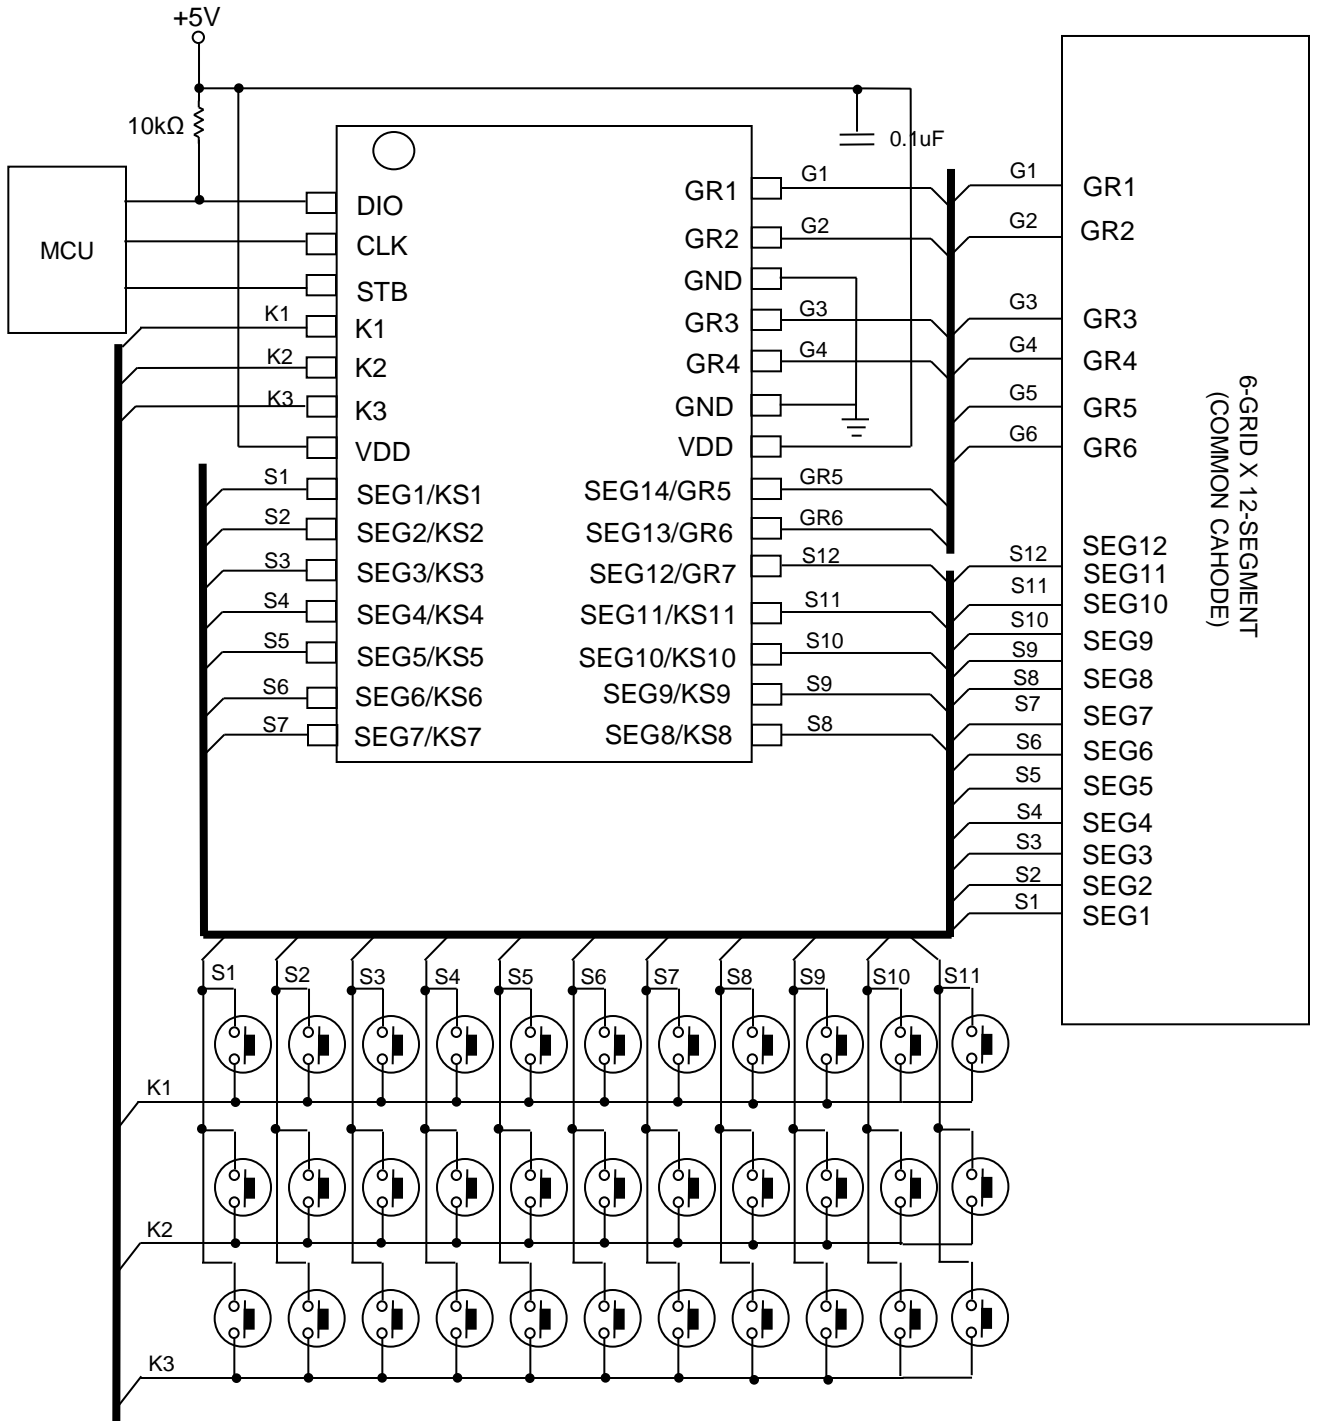 +5V
10kΩ
0.1uF
MCU
DIO
CLK
STB
K1
K2
K3
VDD
SEG1/KS1
SEG2/KS2
SEG3/KS3
SEG4/KS4
SEG5/KS5
SEG6/KS6
SEG7/KS7
GR1
GR2
GND
GR3
GR4
GND
VDD
SEG14/GR5
SEG13/GR6
SEG12/GR7
SEG11/KS11
SEG10/KS10
SEG9/KS9
SEG8/KS8
K1
K2
K3
S1
S2
S3
S4
S5
S6
S7
G1
G2
G3
G4
GR5
GR6
S12
S11
S10
S9
S8
G1
G2
G3
G4
G5
G6
S12
S11
S10
S9
S8
S7
S6
S5
S4
S3
S2
S1
GR1
GR2
GR3
GR4
GR5
GR6
SEG12
SEG11
SEG10
SEG9
SEG8
SEG7
SEG6
SEG5
SEG4
SEG3
SEG2
SEG1
6-GRID X 12-SEGMENT
(COMMON CAHODE)
S1 S2 S3 S4 S5 S6 S7 S8 S9 S10 S11
K1
K2
K3